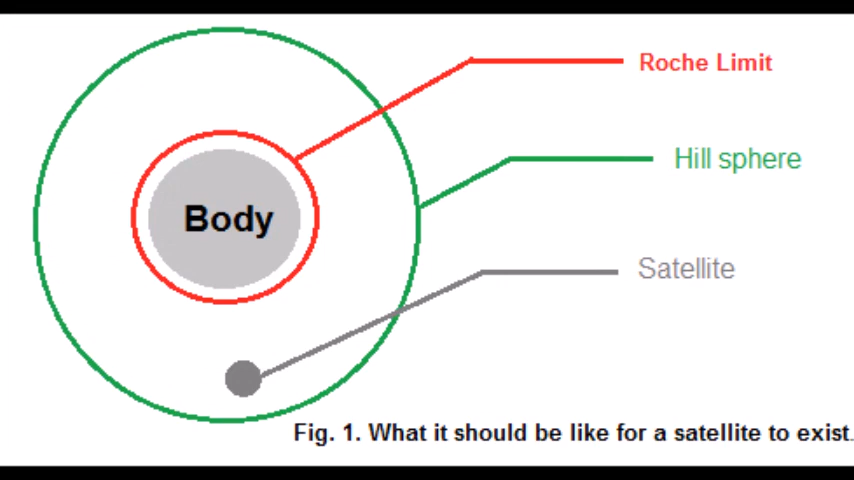 Roche Limit
Hill sphere
Body
Satellite
Fig. 1. What it should be like for a satellite to exist.